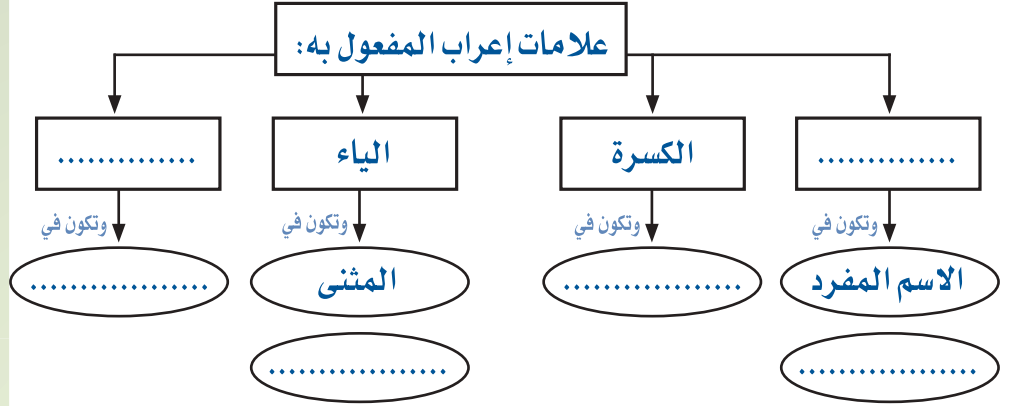 علامات إعراب المفعول به:
..............
الكسرة
الياء
..............
وتكون في
وتكون في
وتكون في
وتكون في
الاسم المفرد
..................
المثنى
..................
..................
..................